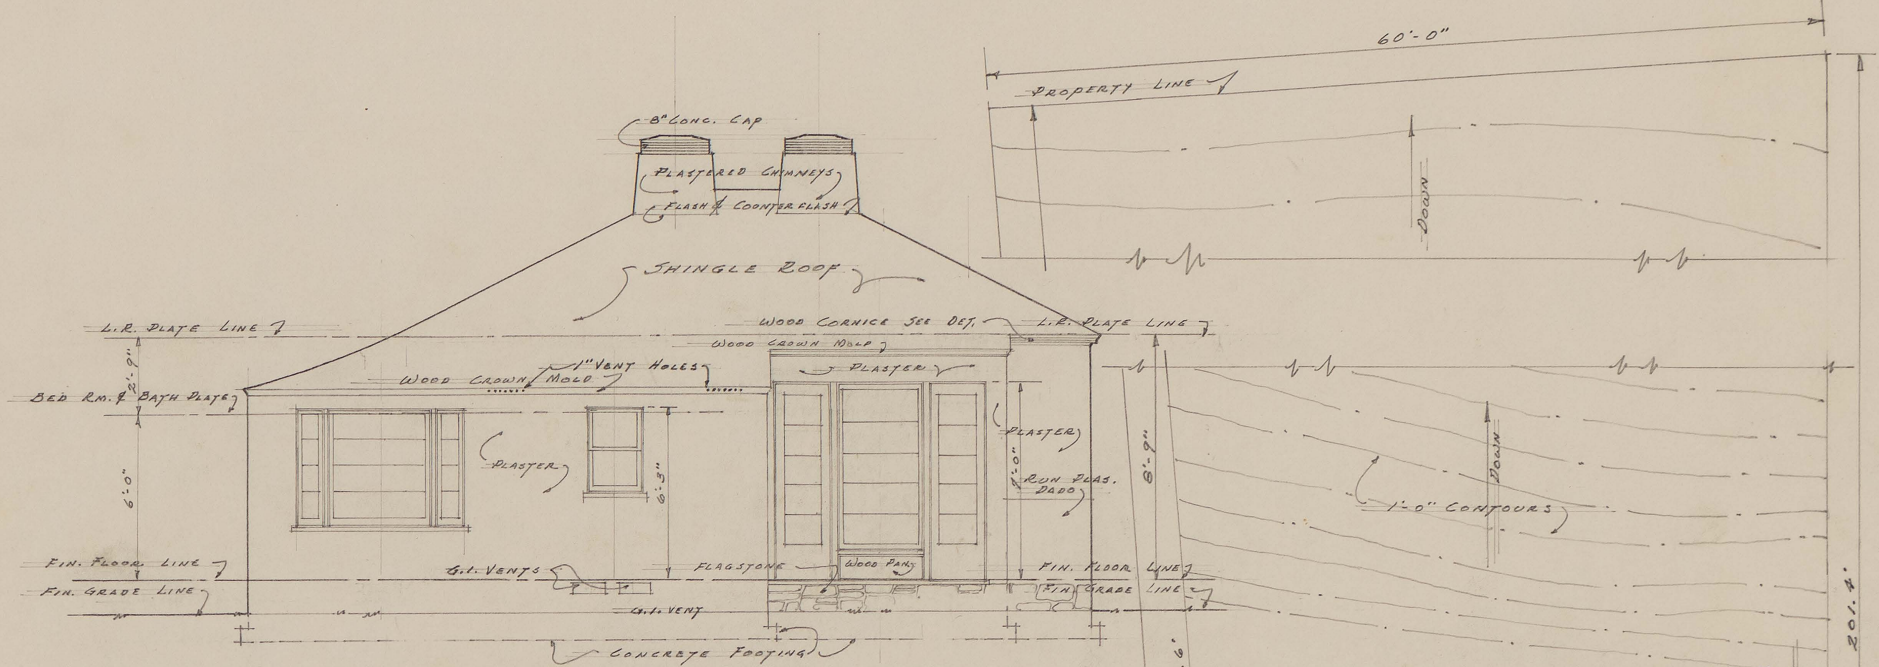 60'-0"
PROPERTY LINE
8" CONC. CAP
PLASTERED CHIMNEYS
FLASH & COUNTERFLASH
DOWN
SHINGLE ROOF
WOOD CORNICE SEE DET.
L.R. PLATE LINE
L.R. PLATE LINE
WOOD CROWN MOLD
1" VENT HOLES
PLASTER
WOOD CROWN MOLD
2'-9"
BED RM. & BATH PLATE
PLASTER
DOWN
8'-9"
PLASTER
6'-0"
6'-3"
RUN PLAS.
DADO
1'-0" CONTOURS
FIN. FLOOR LINE
G.I. VENTS
FLAGSTONE
WOOD PANL
FIN. FLOOR LINE
FIN. GRADE LINE
FIN. GRADE LINE
G.I. VENT
201.4'
CONCRETE FOOTING